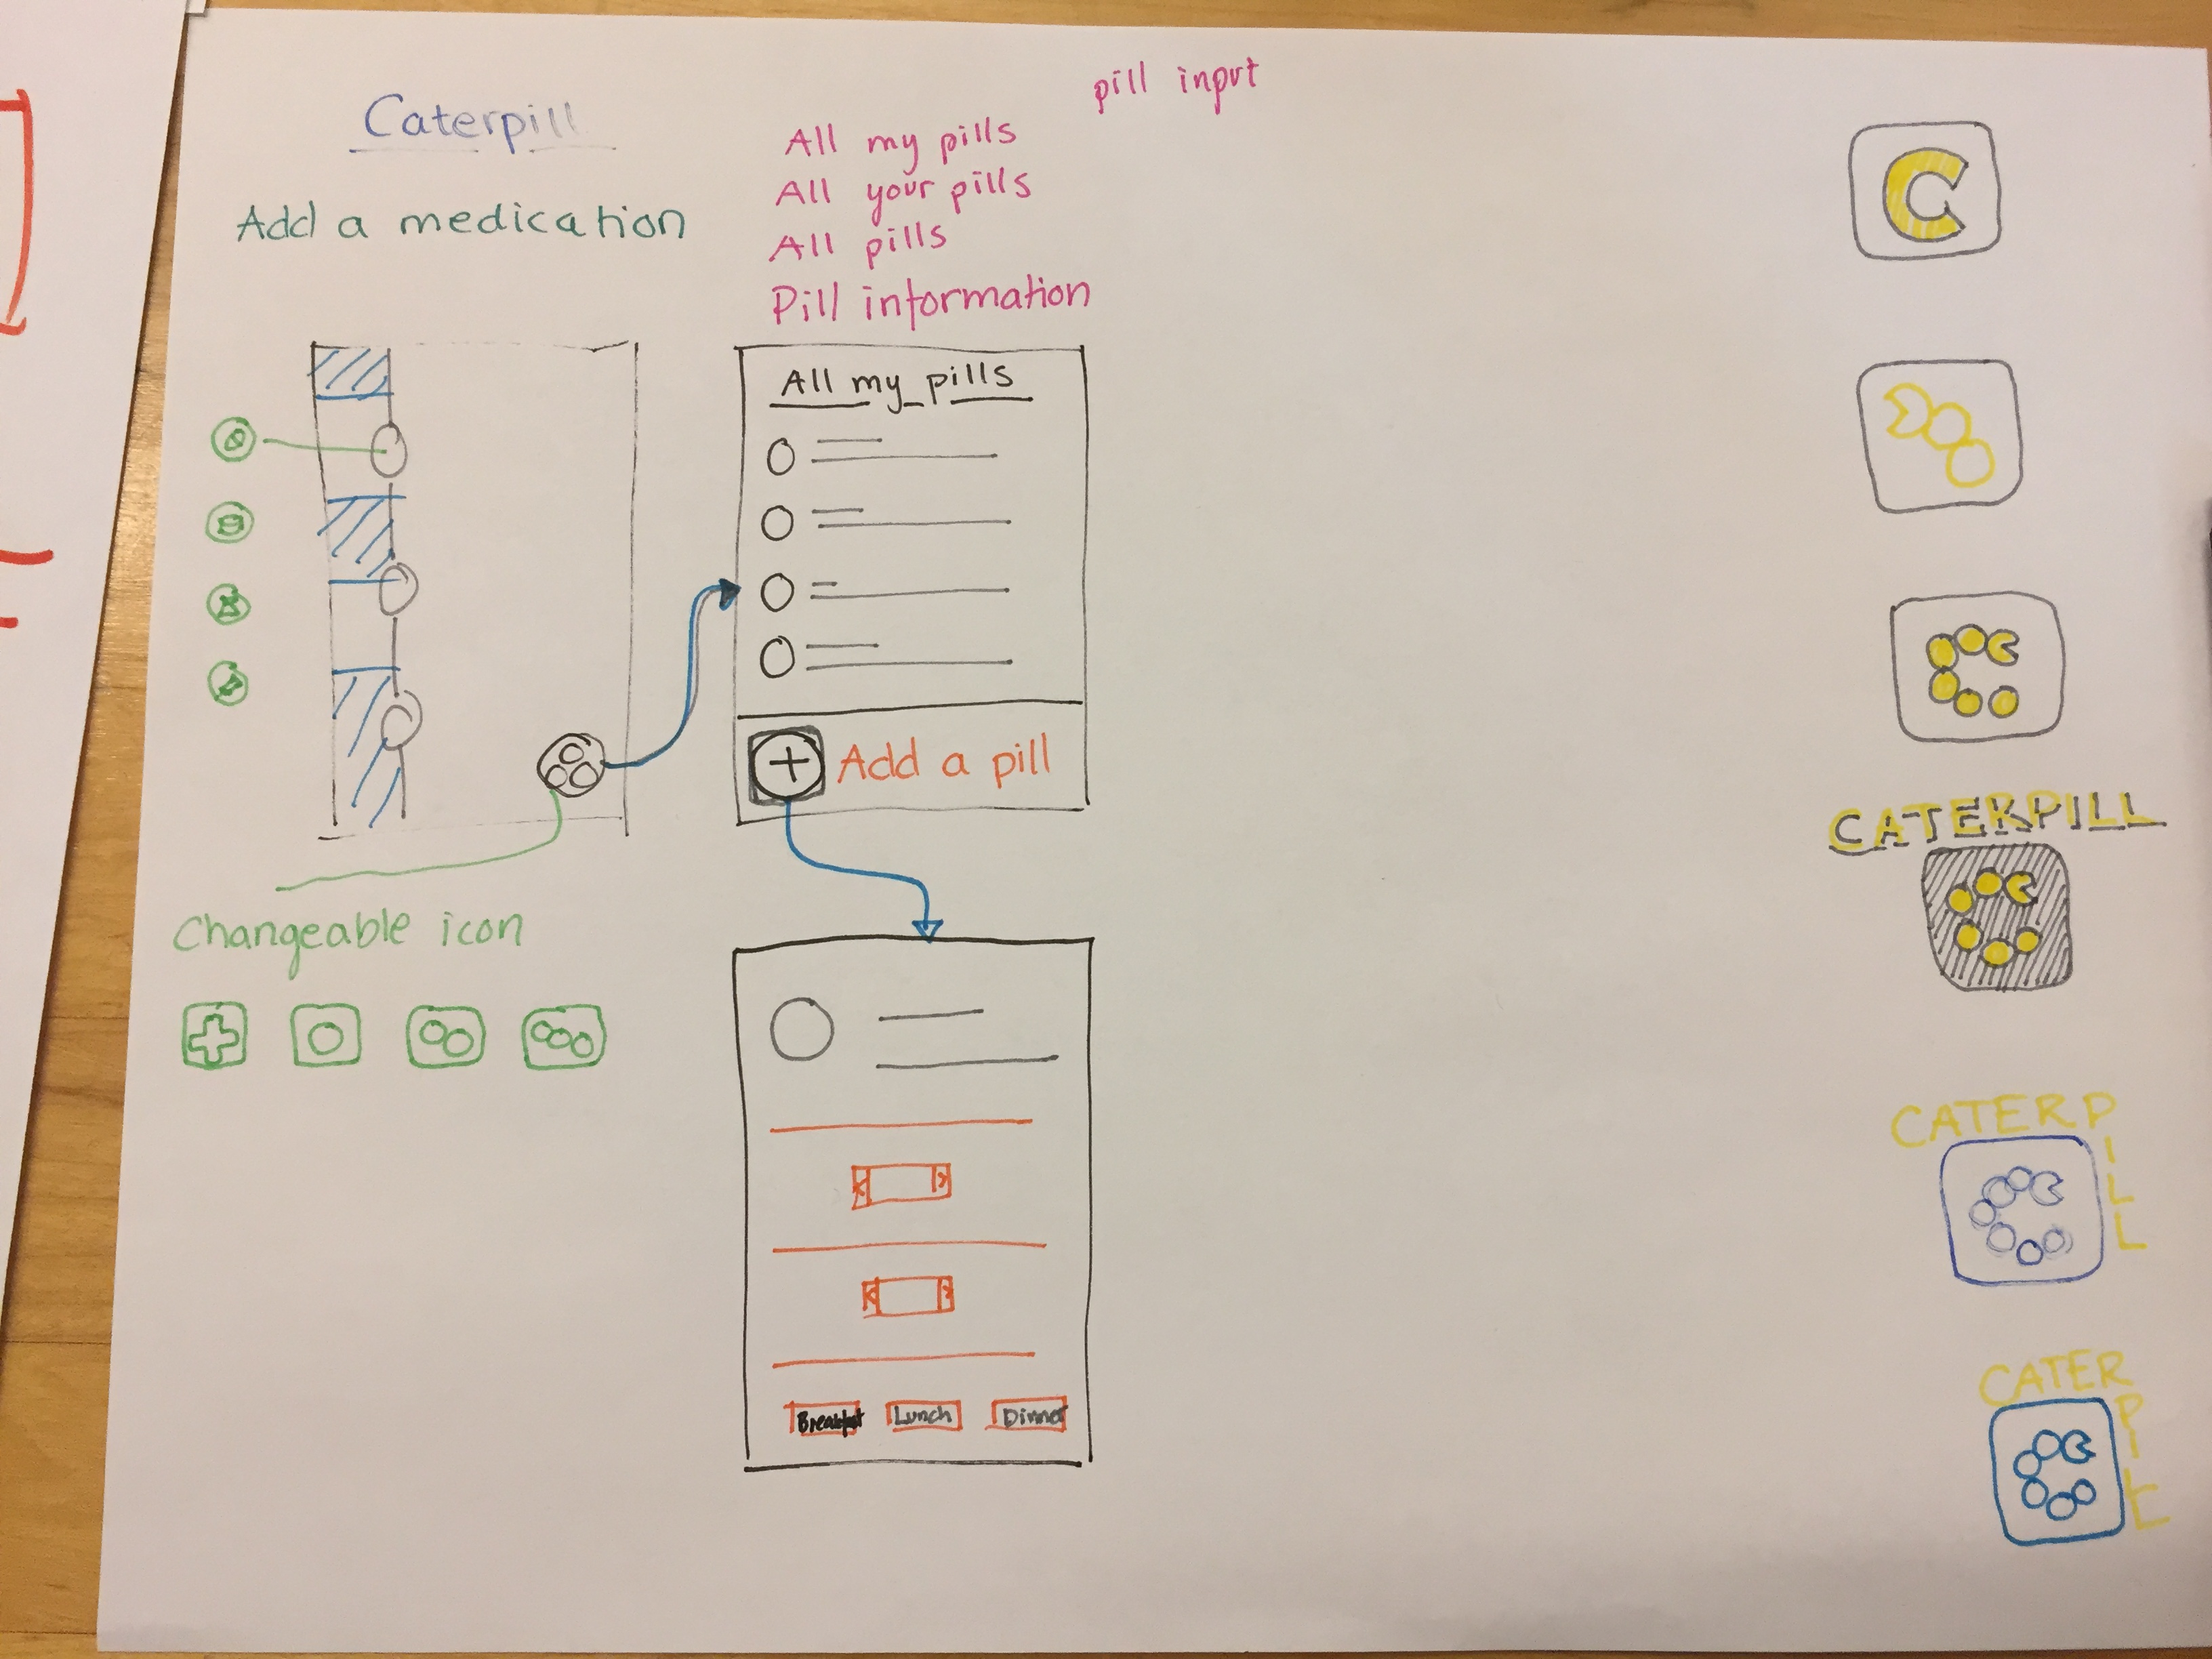 pill input
Caterpill
All my pills
All your pills
Add a medication
All pills
Pill information
C
All my pills
Add a pill
CATERPILL
Changeable icon
CATERPILL
CATERPILL
Breakfast
Lunch
Dinner